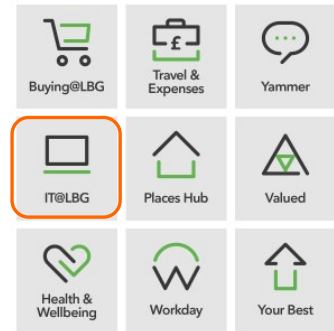 Buying@LBG
Travel &
Expenses
Yammer
IT@LBG
Places Hub
Valued
Health &
Wellbeing
Workday
Your Best